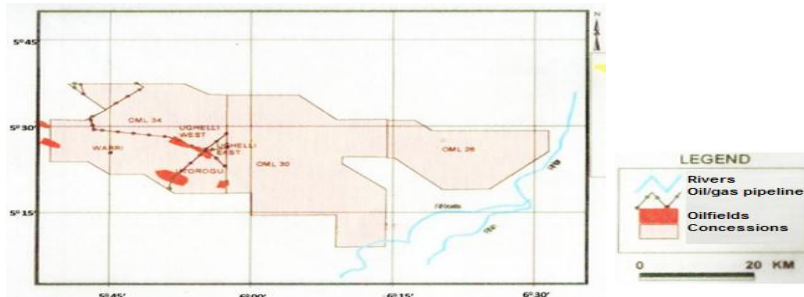 N
5°45'
OML 34
5°30'
UGHELLI
WEST
UGHELLI
EAST
WARRI
OML 30
OML 26
UTOROGU
5°15'
5°45'
6°00'
6°15'
6°30'
LEGEND
Rivers
Oil/gas pipeline
Oilfields
Concessions
0 20 KM